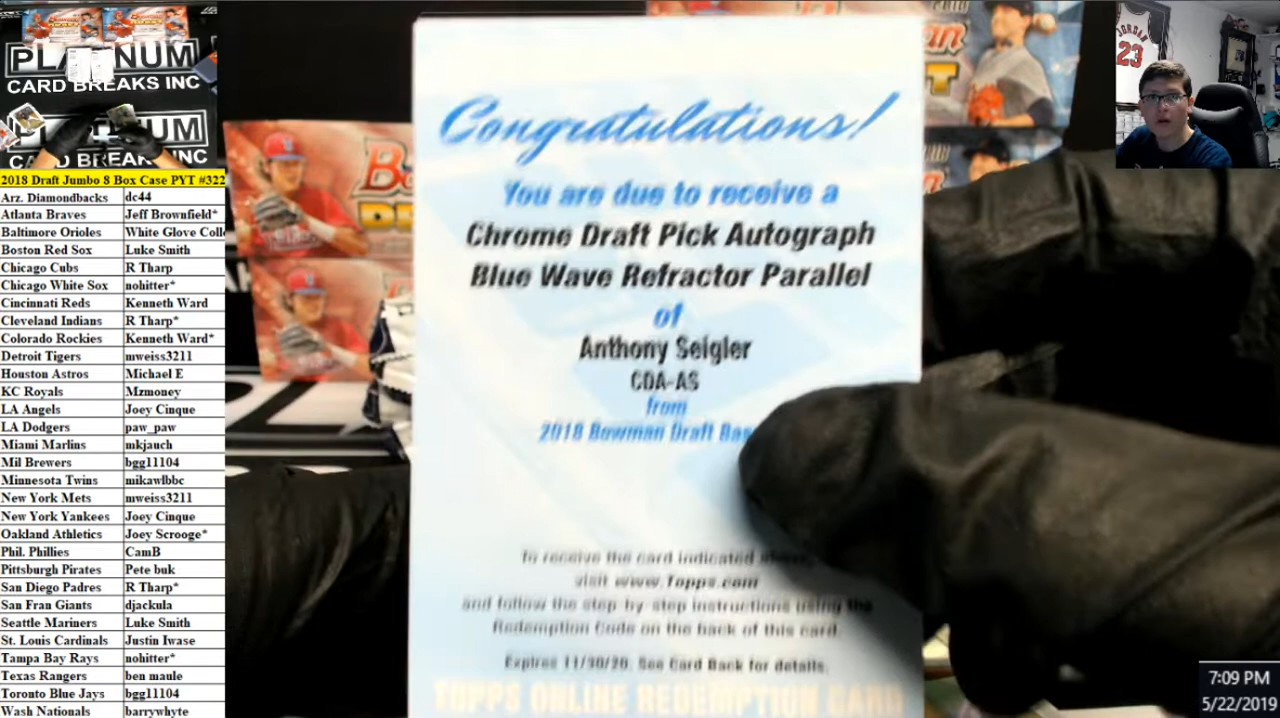 PLATINUM
CARD BREAKS INC
CARD BREAKS INC
2018 Draft Jumbo 8 Box Case PYT #322
Arz. Diamondbacks dc44
Atlanta Braves Jeff Brownfield*
Baltimore Orioles White Glove Coll
Boston Red Sox Luke Smith
Chicago Cubs R Tharp
Chicago White Sox nohitter*
Cincinnati Reds Kenneth Ward
Cleveland Indians R Tharp*
Colorado Rockies Kenneth Ward*
Detroit Tigers mweiss3211
Houston Astros Michael E
KC Royals Mzmoney
LA Angels Joey Cinque
LA Dodgers paw_paw
Miami Marlins mkjauch
Mil Brewers bgg11104
Minnesota Twins mikawlbbc
New York Mets mweiss3211
New York Yankees Joey Cinque
Oakland Athletics Joey Scrooge*
Phil. Phillies CamB
Pittsburgh Pirates Pete buk
San Diego Padres R Tharp*
San Fran Giants djackula
Seattle Mariners Luke Smith
St. Louis Cardinals Justin Iwase
Tampa Bay Rays nohitter*
Texas Rangers ben maule
Toronto Blue Jays bgg11104
Wash Nationals barrywhyte
Congratulations!
You are due to receive a
Chrome Draft Pick Autograph
Blue Wave Refractor Parallel
of
Anthony Seigler
CDA-AS
from
2018 Bowman Draft Bas
To receive the card indicated above,
visit www.Topps.com
and follow the step-by-step instructions using the
Redemption Code on the back of this card.
Expires 11/30/20. See Card Back for details.
TOPPS ONLINE REDEMPTION CARD
JORDAN
23
7:09 PM
5/22/2019